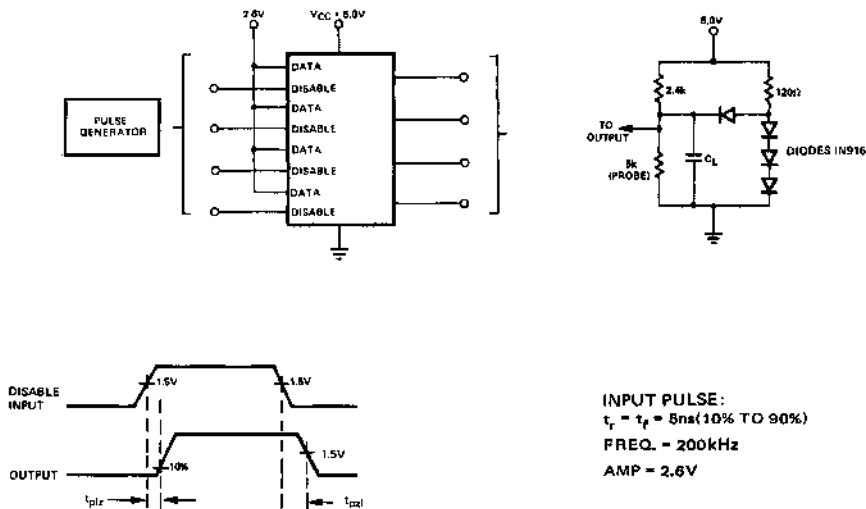 2.6V
VCC = 5.0V
PULSE
GENERATOR
DATA
DISABLE
DATA
DISABLE
DATA
DISABLE
DATA
DISABLE
5.0V
2.4k
120Ω
TO
OUTPUT
5k
(PROBE)
CL
DIODES IN916
DISABLE
INPUT
1.5V
1.5V
OUTPUT
10%
1.5V
tplz
tpzl
INPUT PULSE:
tr = tf = 5ns(10% TO 90%)
FREQ. = 200kHz
AMP = 2.6V